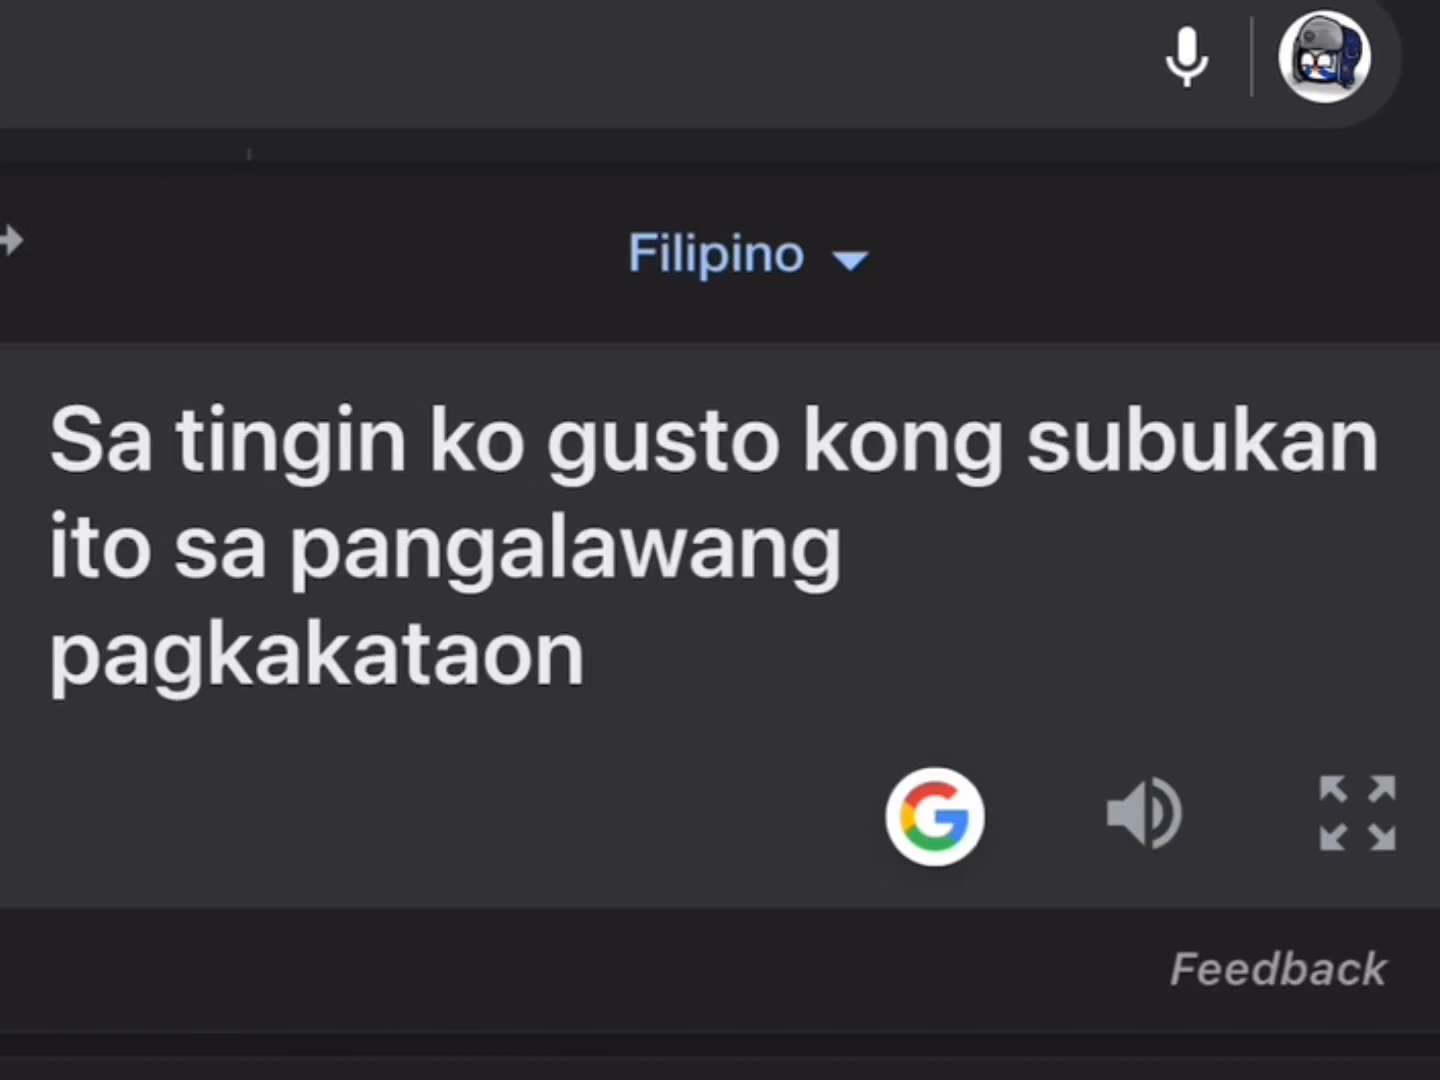 Filipino
Sa tingin ko gusto kong subukan
ito sa pangalawang
pagkakataon
Feedback